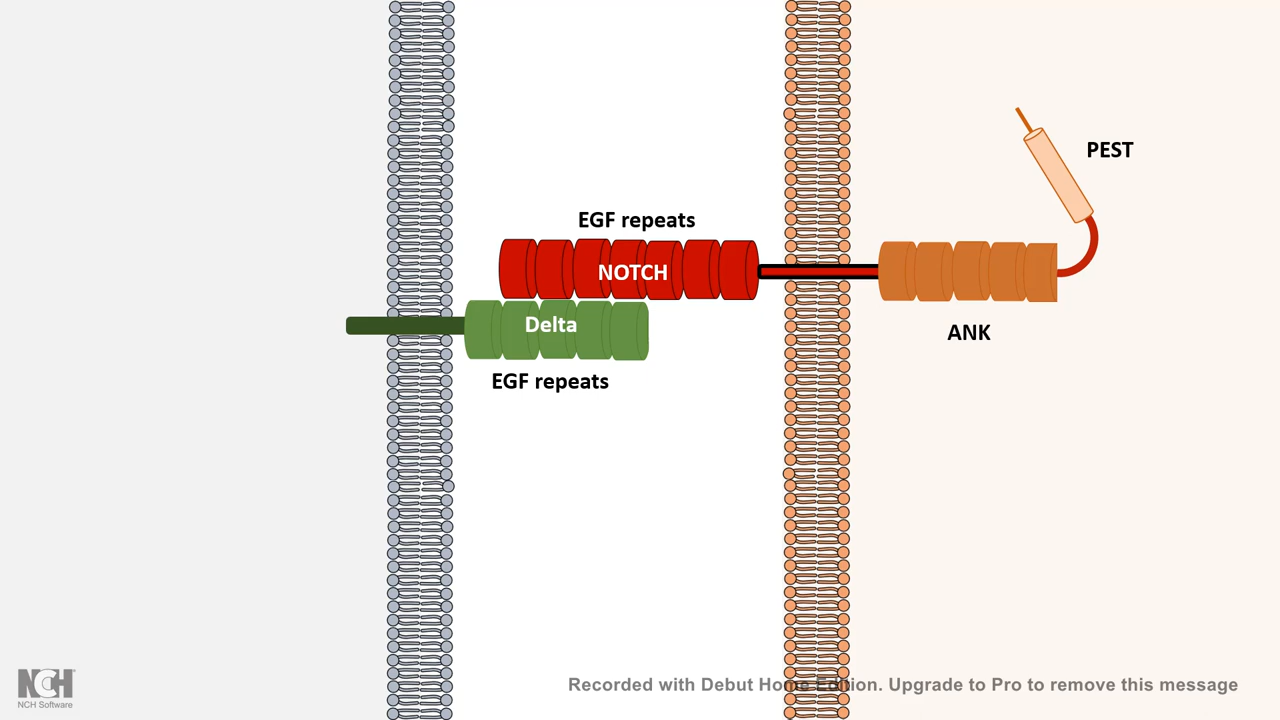 PEST
EGF repeats
NOTCH
Delta
ANK
EGF repeats
NCH
NCH Software
Recorded with Debut Home Edition. Upgrade to Pro to remove this message